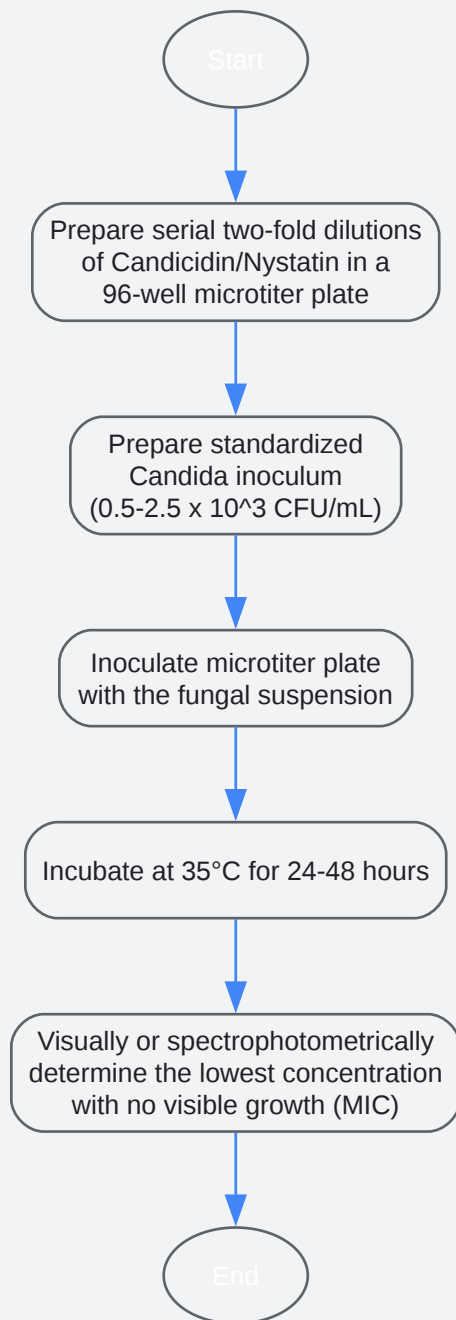 Start
Prepare serial two-fold dilutions
of Candicidin/Nystatin in a
96-well microtiter plate
Prepare standardized
Candida inoculum
(0.5-2.5 x 10^3 CFU/mL)
Inoculate microtiter plate
with the fungal suspension
Incubate at 35°C for 24-48 hours
Visually or spectrophotometrically
determine the lowest concentration
with no visible growth (MIC)
End